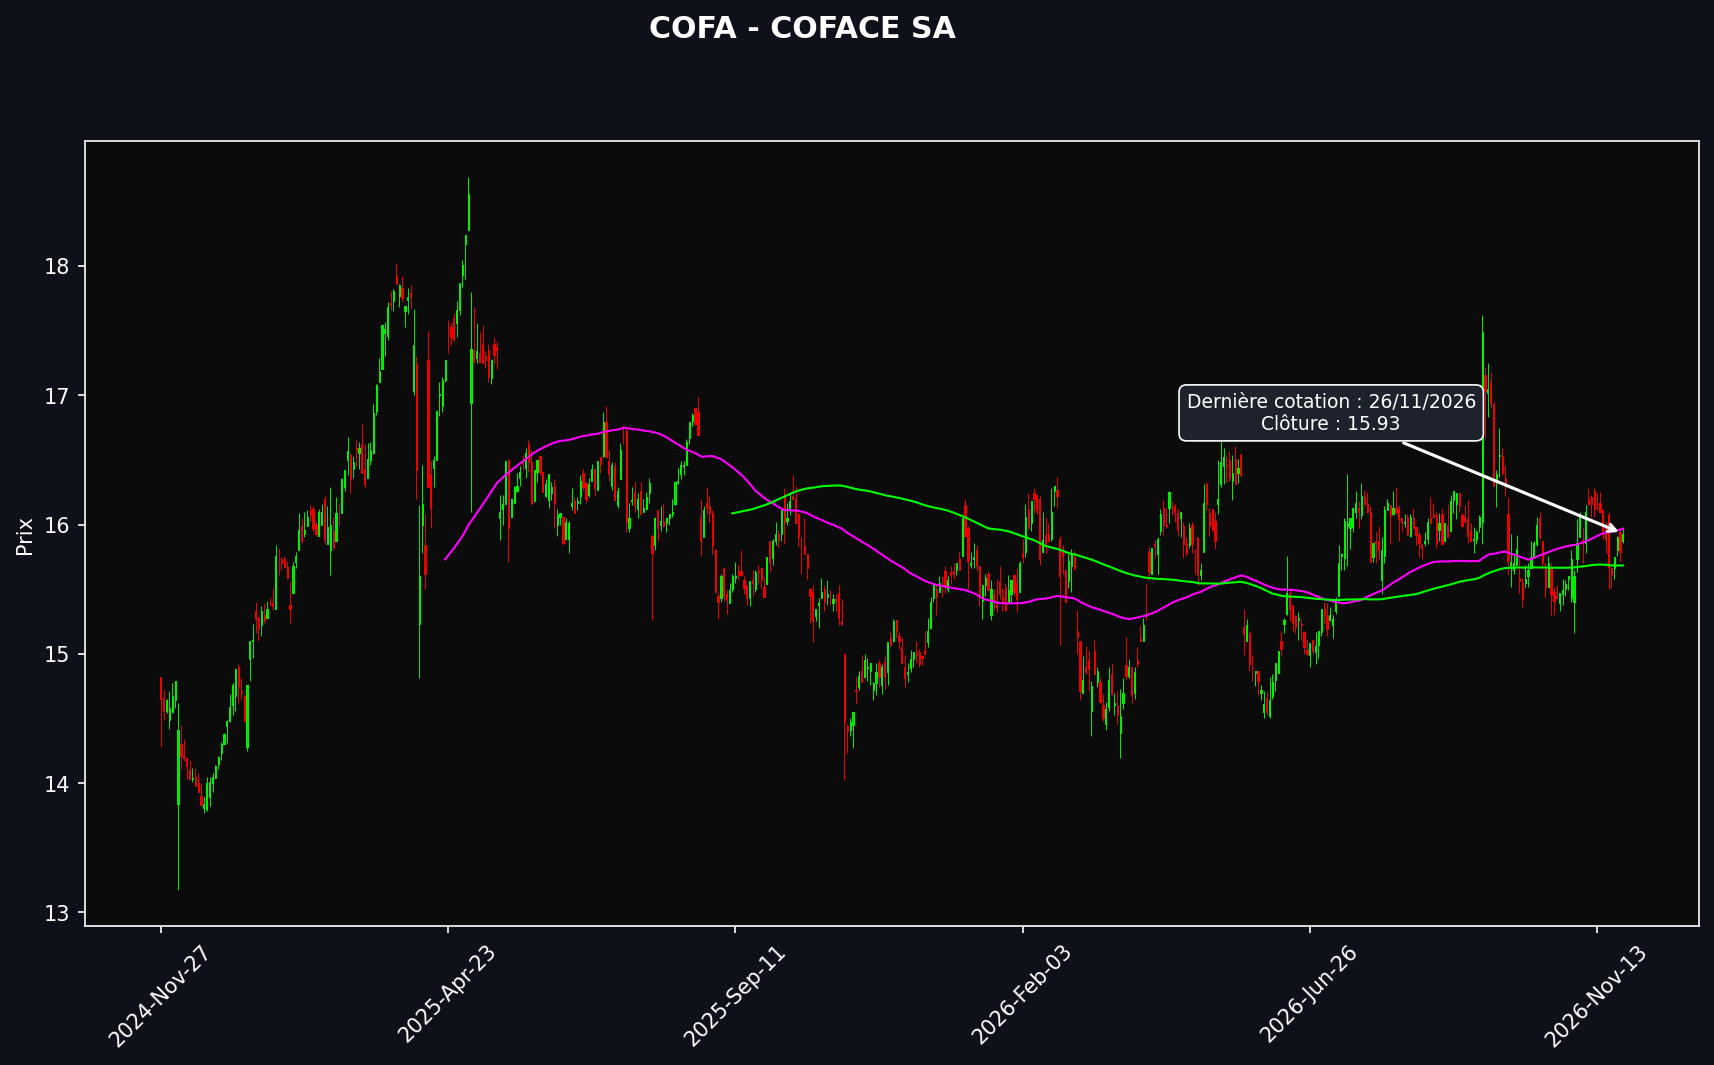 COFA - COFACE SA
Prix
18
17
16
15
14
13
Dernière cotation : 26/11/2026
Clôture : 15.93
2024-Nov-27
2025-Apr-23
2025-Sep-11
2026-Feb-03
2026-Jun-26
2026-Nov-13